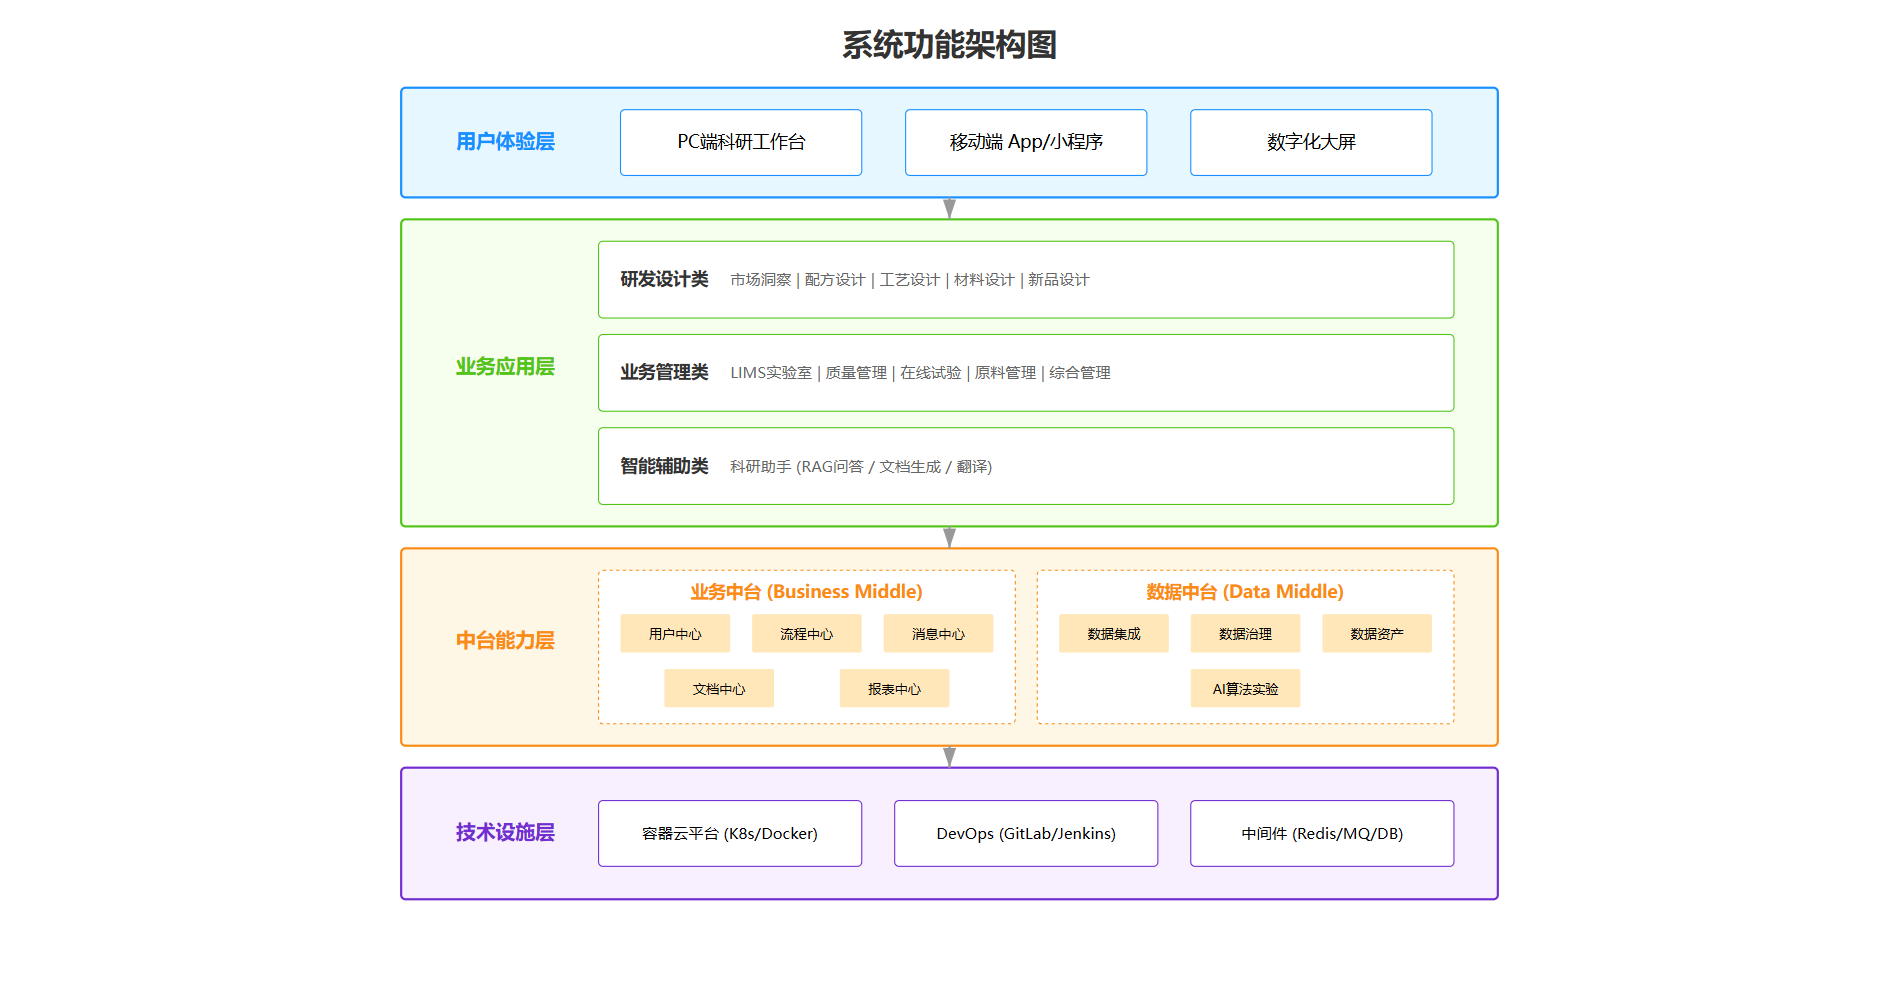 系统功能架构图
用户体验层
PC端科研工作台
移动端 App/小程序
数字化大屏
业务应用层
研发设计类 市场洞察 | 配方设计 | 工艺设计 | 材料设计 | 新品设计
业务管理类 LIMS实验室 | 质量管理 | 在线试验 | 原料管理 | 综合管理
智能辅助类 科研助手 (RAG问答 / 文档生成 / 翻译)
中台能力层
业务中台 (Business Middle)
用户中心
流程中心
消息中心
文档中心
报表中心
数据中台 (Data Middle)
数据集成
数据治理
数据资产
AI算法实验
技术设施层
容器云平台 (K8s/Docker)
DevOps (GitLab/Jenkins)
中间件 (Redis/MQ/DB)